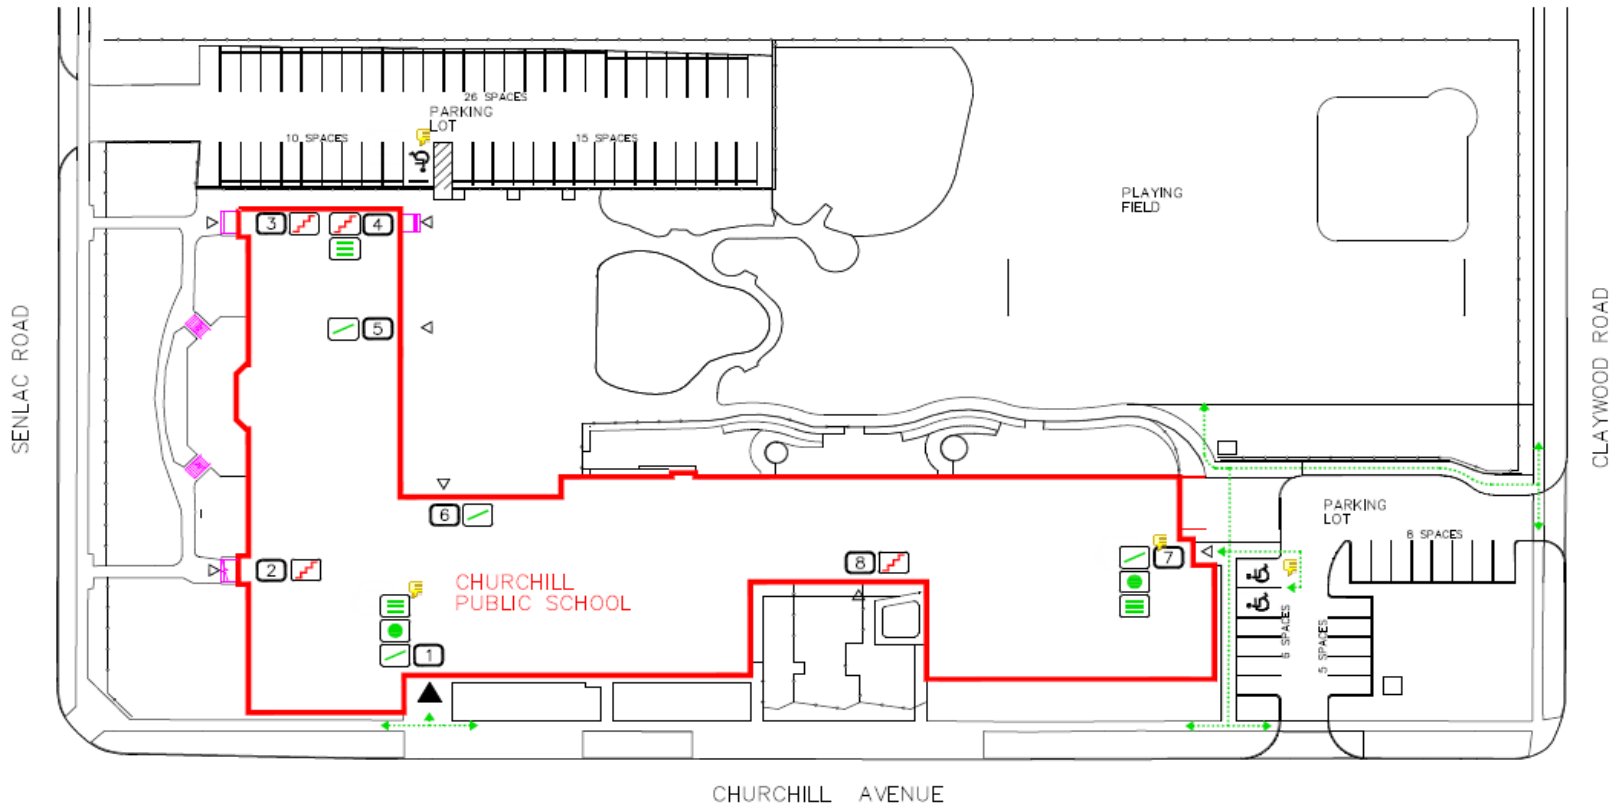 26 SPACES
PARKING
LOT
10 SPACES
15 SPACES
PLAYING
FIELD
3
4
5
SENLAC ROAD
CLAYWOOD ROAD
6
PARKING
LOT
8 SPACES
2
8
7
CHURCHILL
PUBLIC SCHOOL
6 SPACES
5 SPACES
1
CHURCHILL AVENUE